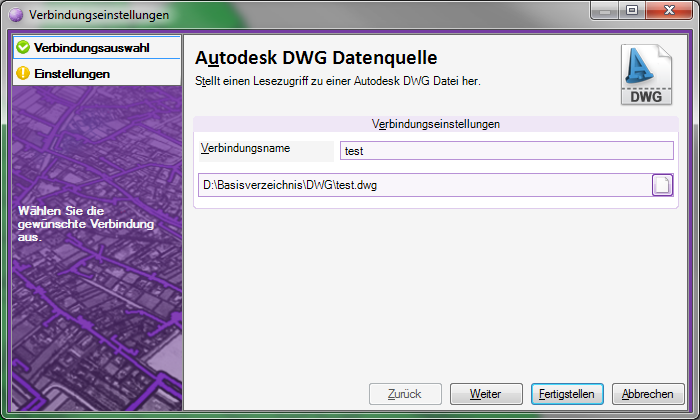 Verbindungseinstellungen
Verbindungsauswahl
Einstellungen
Wählen Sie die
gewünschte Verbindung
aus.
Autodesk DWG Datenquelle
Stellt einen Lesezugriff zu einer Autodesk DWG Datei her.
DWG
Verbindungseinstellungen
Verbindungsname
test
D:\Basisverzeichnis\DWG\test.dwg
Zurück
Weiter
Fertigstellen
Abbrechen